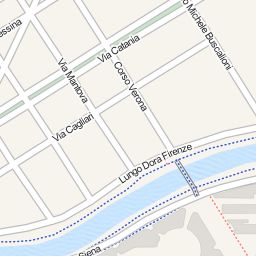 essina
Michele Buscalioni
Via Catania
Via Mantova
Corso Verona
Via Cagliari
Lungo Dora Firenze
Siena